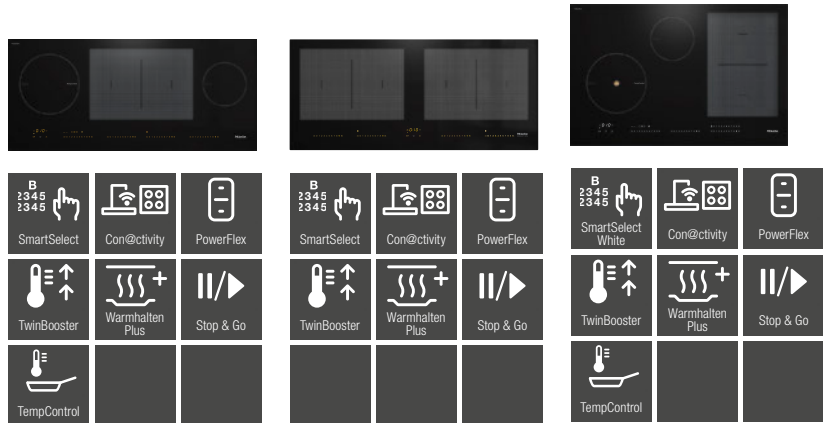 B
2345
2345
SmartSelect
Con@ctivity
PowerFlex
TwinBooster
Warmhalten
Plus
Stop & Go
TempControl
B
2345
2345
SmartSelect
Con@ctivity
PowerFlex
TwinBooster
Warmhalten
Plus
Stop & Go
B
2345
2345
SmartSelect
White
Con@ctivity
PowerFlex
TwinBooster
Warmhalten
Plus
Stop & Go
TempControl